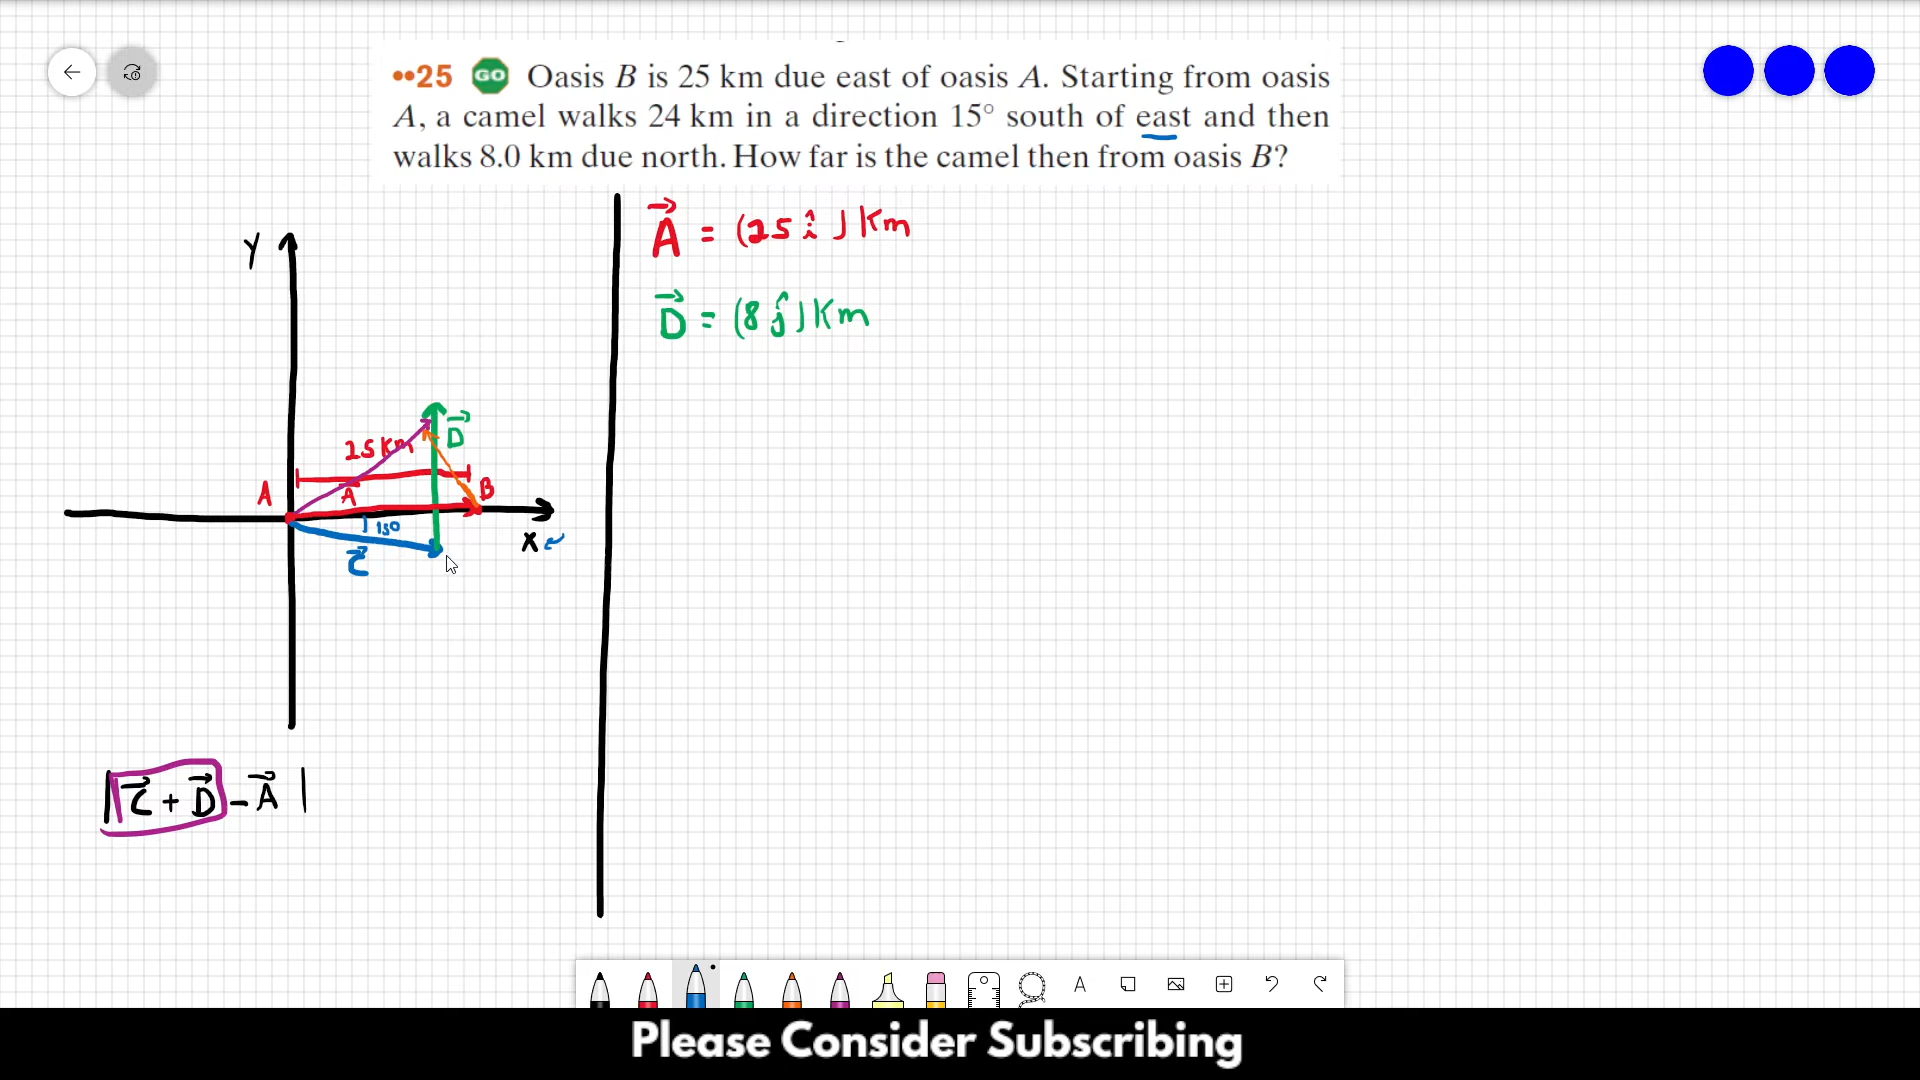 ••25 GO Oasis B is 25 km due east of oasis A. Starting from oasis
A, a camel walks 24 km in a direction 15° south of east and then
walks 8.0 km due north. How far is the camel then from oasis B?
A⃗ = (25 î) Km
D⃗ = (8 ĵ) Km
Y
D⃗
25 Km
A
A⃗
B
15°
C⃗
X
|C⃗ + D⃗ - A⃗|
A
Please Consider Subscribing